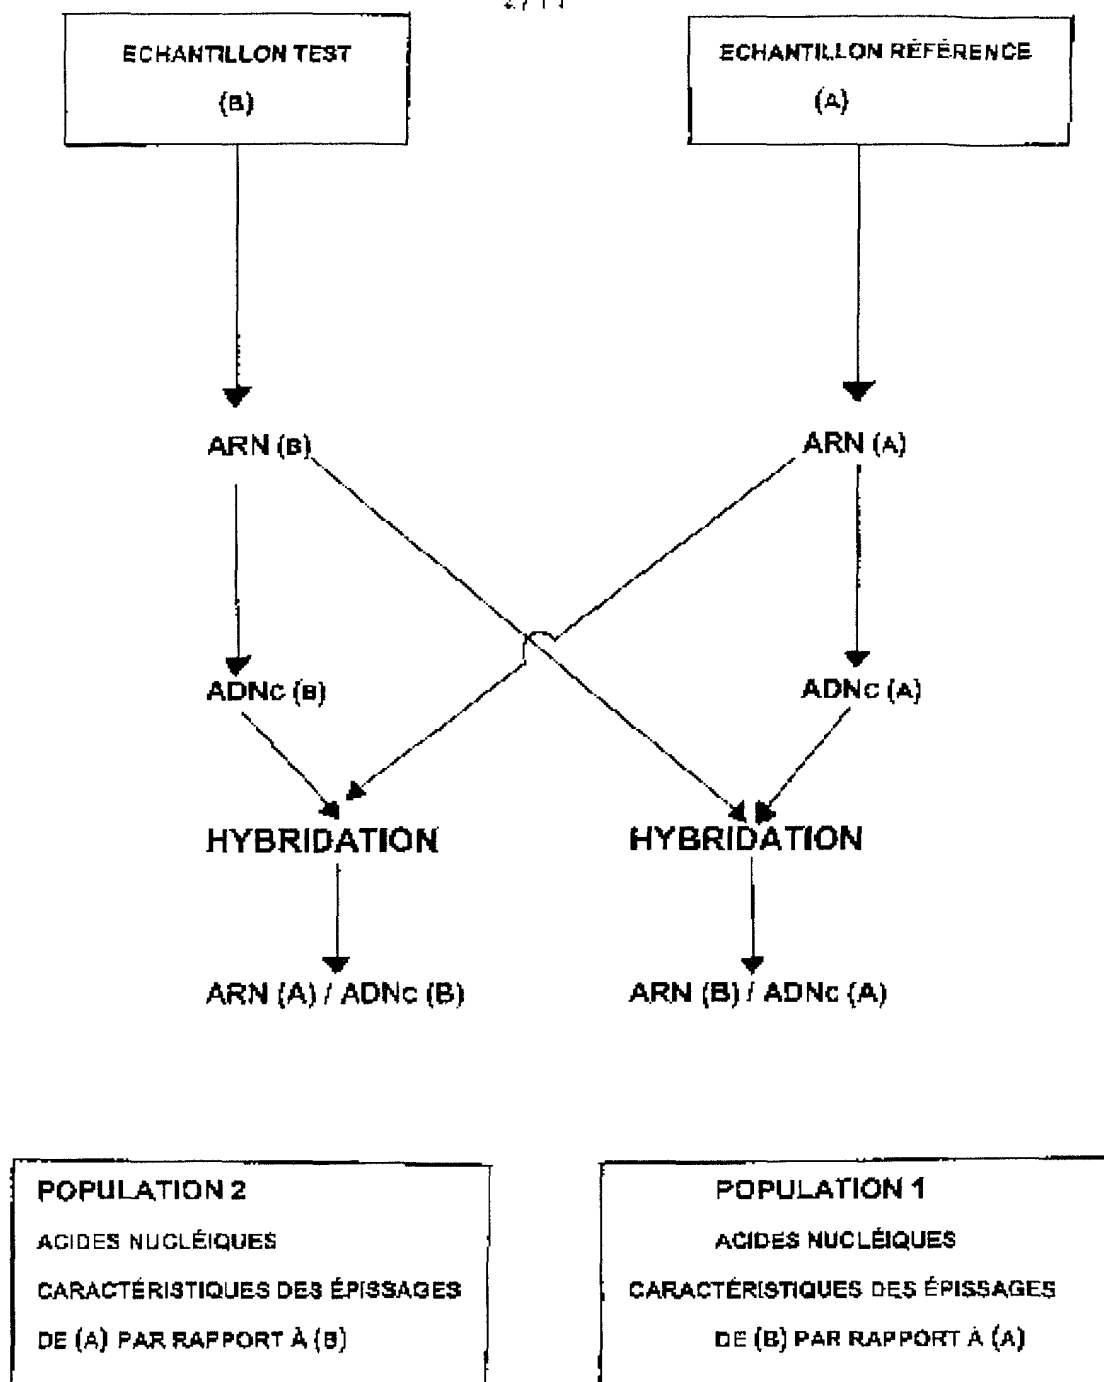 ECHANTILLON TEST
(B)
ECHANTILLON RÉFÉRENCE
(A)
ARN (B)
ARN (A)
ADNc (B)
ADNc (A)
HYBRIDATION
HYBRIDATION
ARN (A) / ADNc (B)
ARN (B) / ADNc (A)
POPULATION 2
ACIDES NUCLÉIQUES
CARACTÉRISTIQUES DES ÉPISSAGES
DE (A) PAR RAPPORT À (B)
POPULATION 1
ACIDES NUCLÉIQUES
CARACTÉRISTIQUES DES ÉPISSAGES
DE (B) PAR RAPPORT À (A)